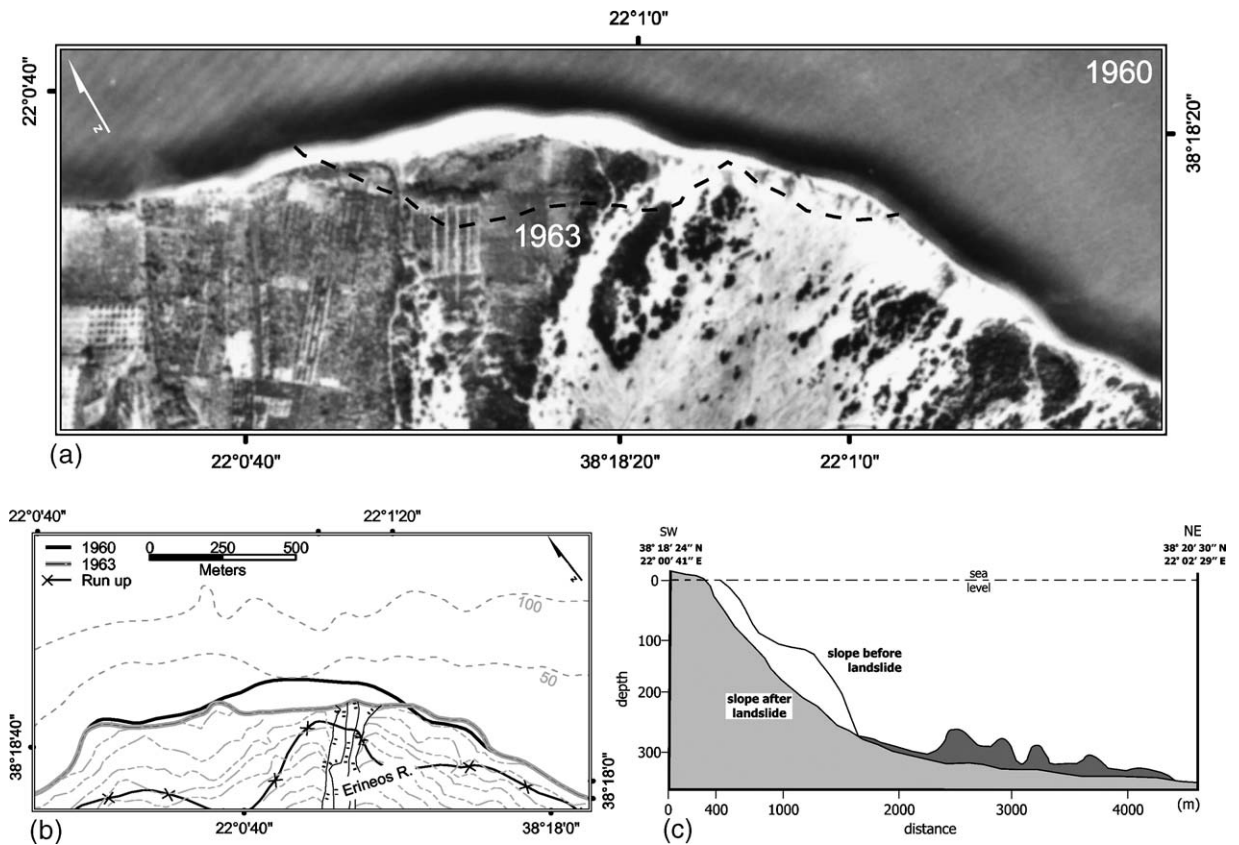 22°1'0"
22°0'40"
1960
N
38°18'20"
1963
(a)
22°0'40"
38°18'20"
22°1'0"
22°0'40"
22°1'20"
1960
0 250 500
1963
Meters
Run up
N
100
50
38°18'40"
Erineos R.
38°18'0"
(b)
22°0'40"
38°18'0"
SW
NE
38° 18' 24'' N
22° 00' 41'' E
38° 20' 30'' N
22° 02' 29'' E
sea
level
0
100
200
300
depth
slope before
landslide
slope after
landslide
0 400 1000 2000 3000 4000 (m)
distance
(c)